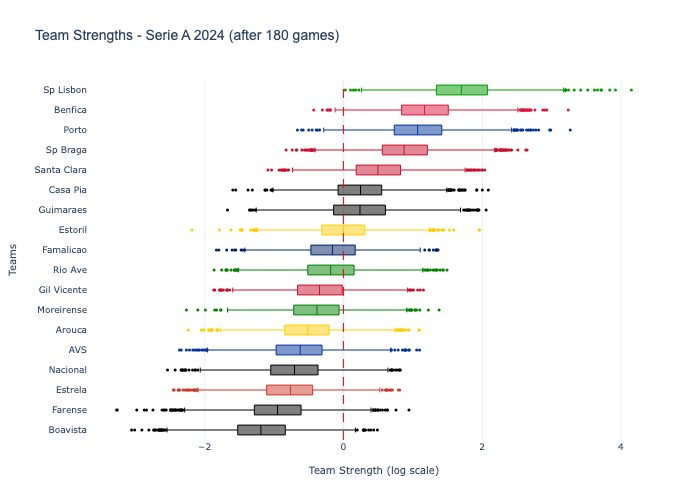 Team Strengths - Serie A 2024 (after 180 games)
Sp Lisbon
Benfica
Porto
Sp Braga
Santa Clara
Casa Pia
Guimaraes
Estoril
Famalicao
Rio Ave
Gil Vicente
Moreirense
Arouca
AVS
Nacional
Estrela
Farense
Boavista
Teams
−2
0
2
4
Team Strength (log scale)